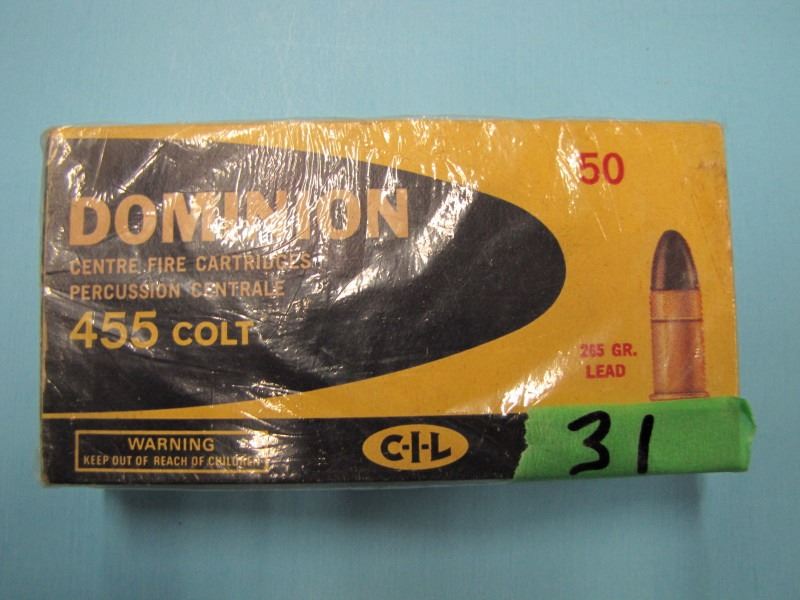 50
DOMINION
CENTRE FIRE CARTRIDGES
PERCUSSION CENTRALE
455 COLT
265 GR.
LEAD
WARNING
KEEP OUT OF REACH OF CHILDREN
C-I-L
31